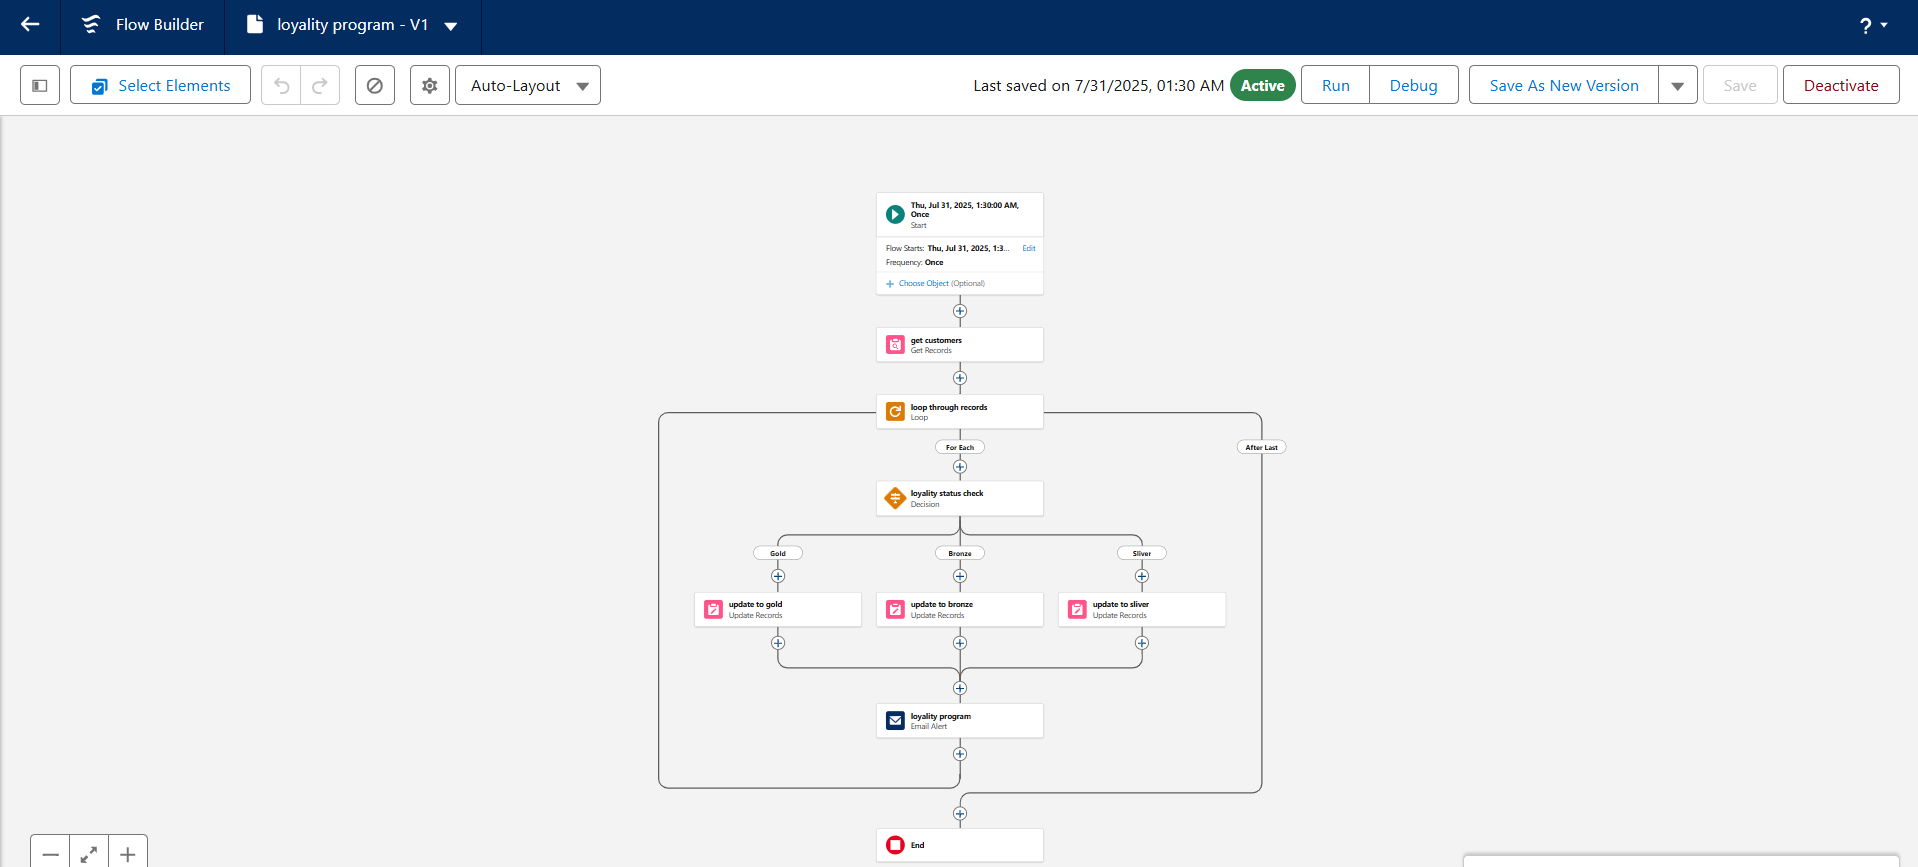 Flow Builder
loyality program - V1
?
Select Elements
Auto-Layout
Last saved on 7/31/2025, 01:30 AM
Active
Run
Debug
Save As New Version
Save
Deactivate
Thu, Jul 31, 2025, 1:30:00 AM,
Once
Start
Flow Starts: Thu, Jul 31, 2025, 1:3...
Edit
Frequency: Once
+ Choose Object (Optional)
get customers
Get Records
loop through records
Loop
For Each
After Last
loyality status check
Decision
Gold
Bronze
Sliver
update to gold
Update Records
update to bronze
Update Records
update to sliver
Update Records
loyality program
Email Alert
End